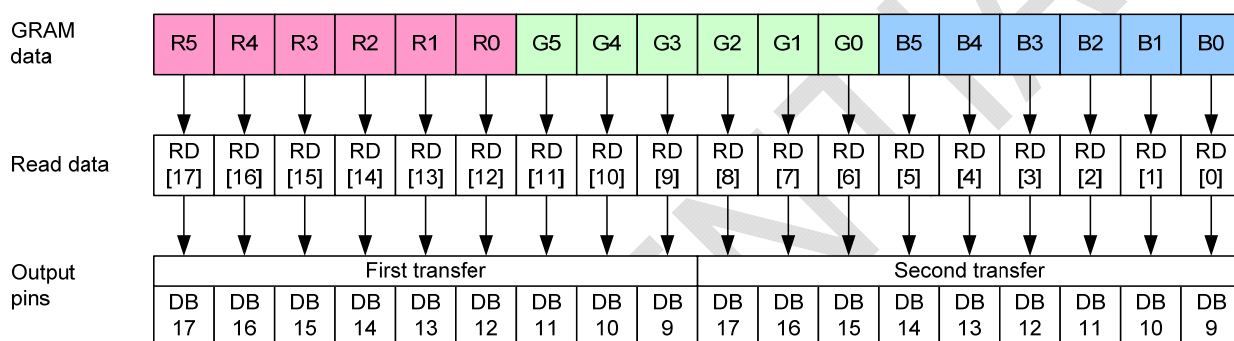 GRAM data R5 R4 R3 R2 R1 R0 G5 G4 G3 G2 G1 G0 B5 B4 B3 B2 B1 B0
Read data RD RD RD RD RD RD RD RD RD RD RD RD RD RD RD RD RD RD
[17] [16] [15] [14] [13] [12] [11] [10] [9] [8] [7] [6] [5] [4] [3] [2] [1] [0]
Output pins First transfer Second transfer
DB DB DB DB DB DB DB DB DB DB DB DB DB DB DB DB DB DB
17 16 15 14 13 12 11 10 9 17 16 15 14 13 12 11 10 9